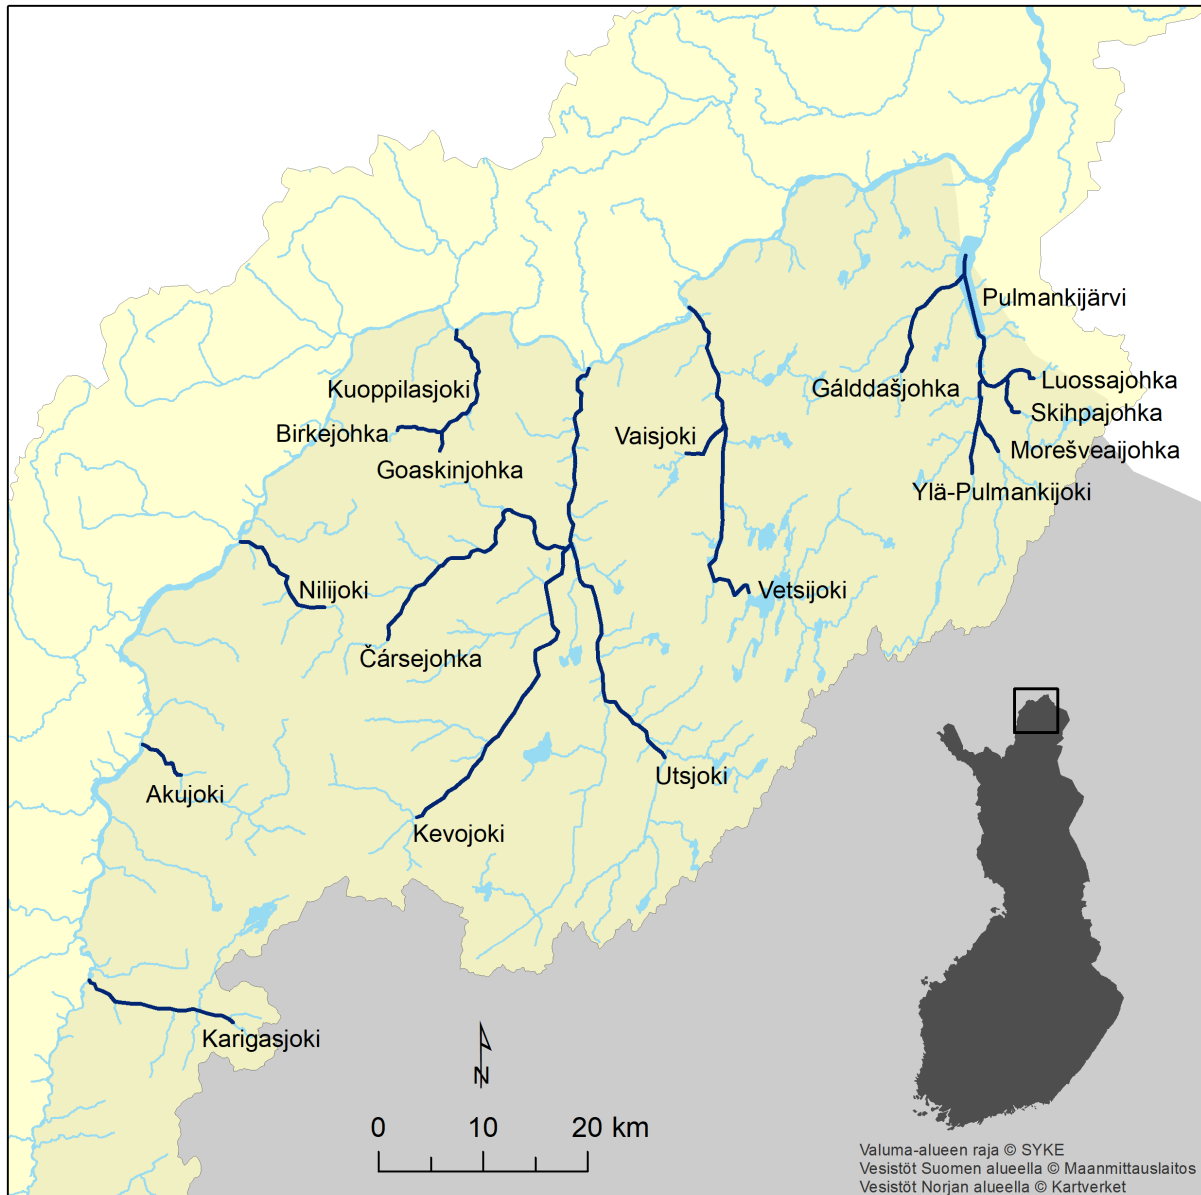 Pulmankijärvi
Kuoppilasjoki
Gálddašjohka
Luossajohka
Skihpajohka
Birkejohka
Vaisjoki
Morešveaijohka
Goaskinjohka
Ylä-Pulmankijoki
Nilijoki
Vetsijoki
Čársejohka
Utsjoki
Akujoki
Kevojoki
Karigasjoki
N
0 10 20 km
Valuma-alueen raja © SYKE
Vesistöt Suomen alueella © Maanmittauslaitos
Vesistöt Norjan alueella © Kartverket